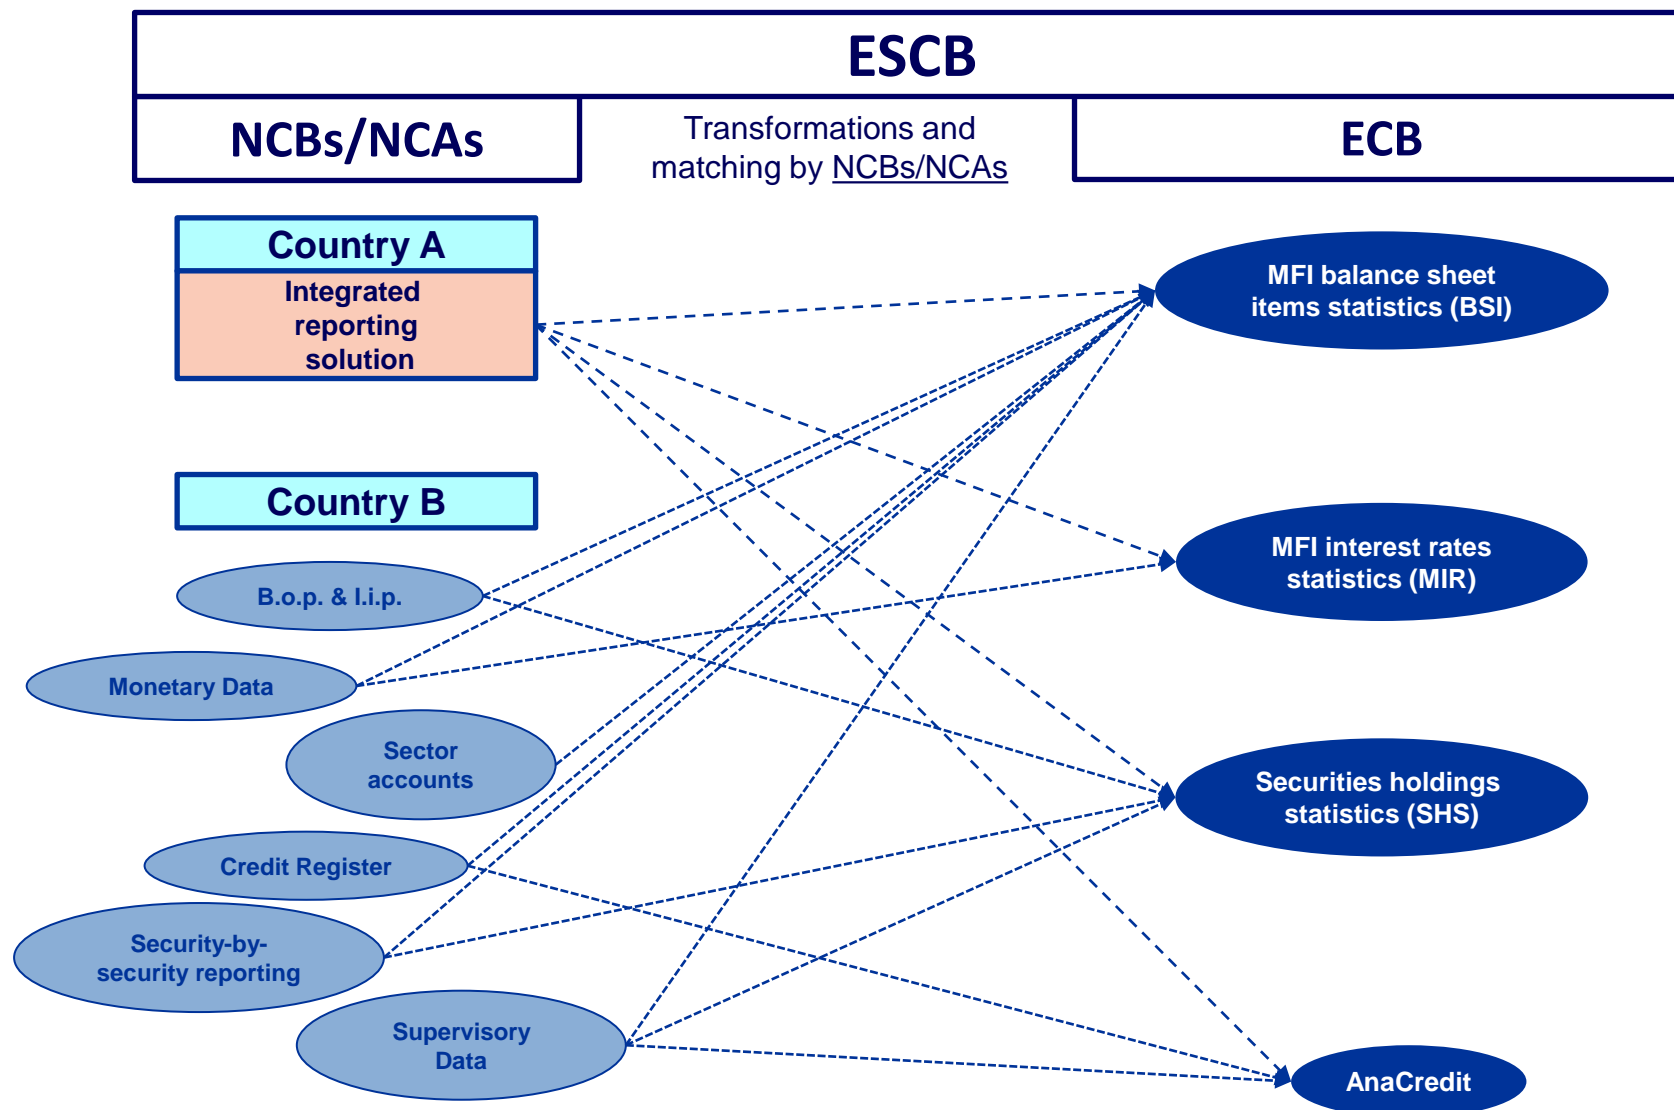 ESCB
NCBs/NCAs
Transformations and
matching by NCBs/NCAs
ECB
Country A
Integrated
reporting
solution
Country B
B.o.p. & I.i.p.
Monetary Data
Sector
accounts
Credit Register
Security-by-
security reporting
Supervisory
Data
MFI balance sheet
items statistics (BSI)
MFI interest rates
statistics (MIR)
Securities holdings
statistics (SHS)
AnaCredit